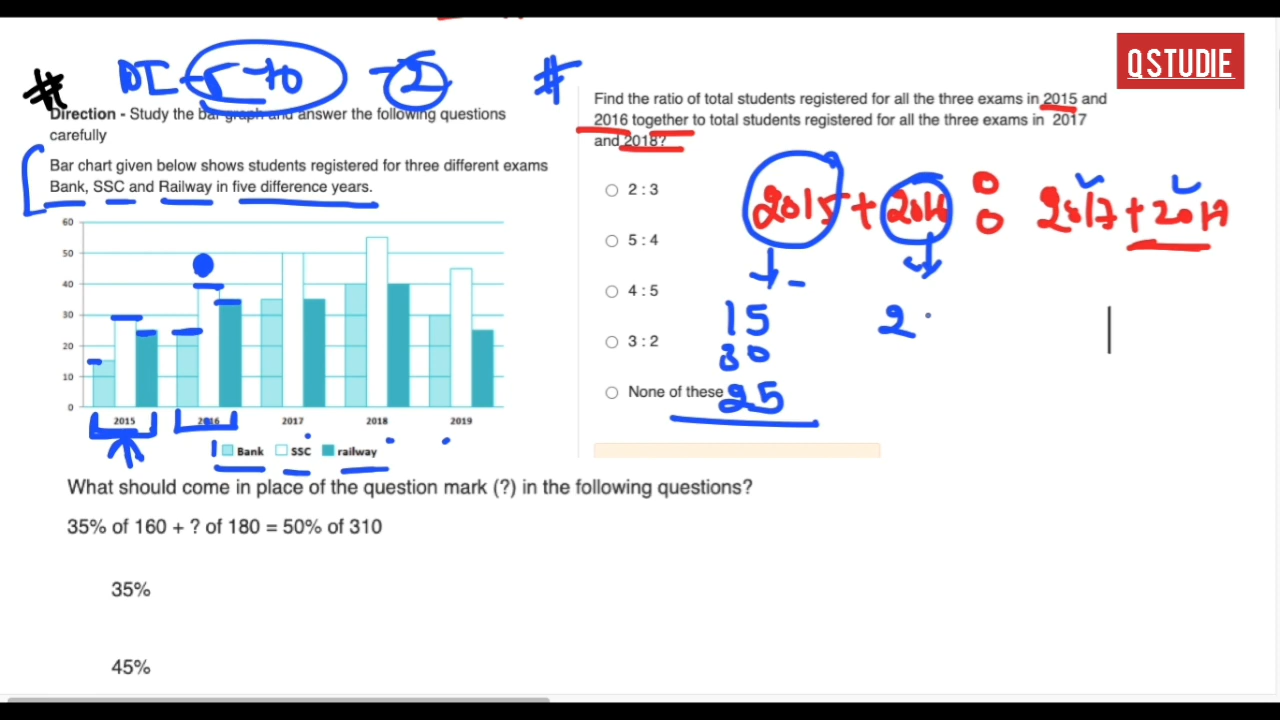 QSTUDIE
# DI - 5-10 - 2 #
Direction - Study the bar graph and answer the following questions
carefully
Bar chart given below shows students registered for three different exams
Bank, SSC and Railway in five difference years.
60
50
40
30
20
10
0
2015 2016 2017 2018 2019
Bank SSC railway
Find the ratio of total students registered for all the three exams in 2015 and
2016 together to total students registered for all the three exams in 2017
and 2018?
2 : 3
5 : 4
4 : 5
3 : 2
None of these
2015 + 2016 : 2017 +
15 2
30
25
What should come in place of the question mark (?) in the following questions?
35% of 160 + ? of 180 = 50% of 310
35%
45%